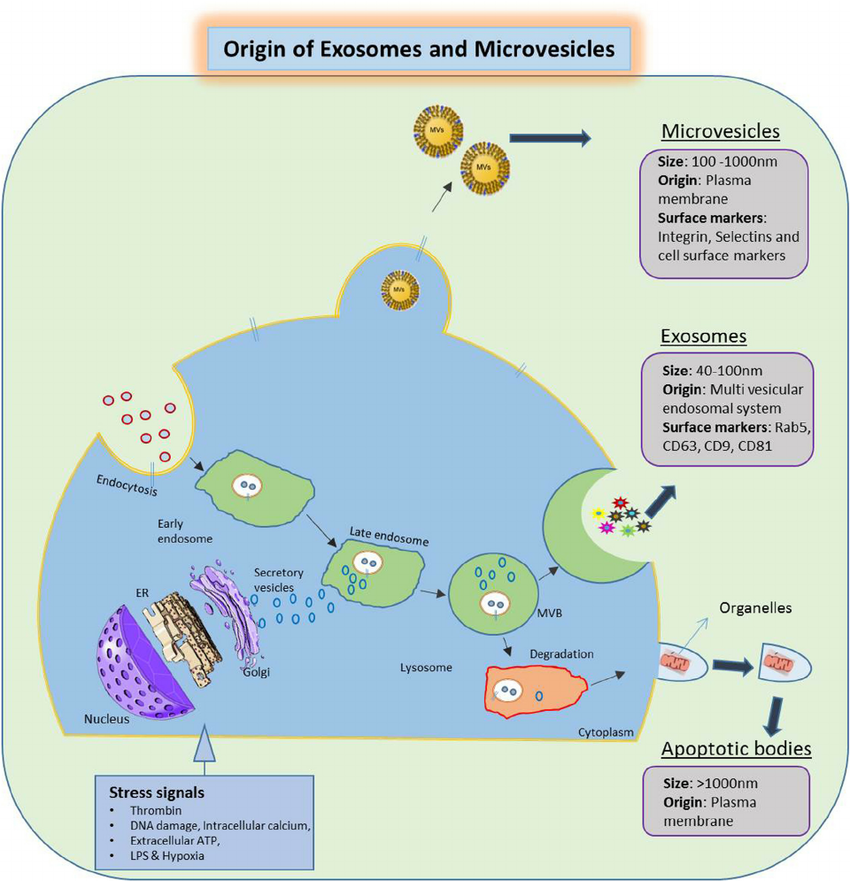 Origin of Exosomes and Microvesicles
MVs
MVs
MVs
Microvesicles
Size: 100 -1000nm
Origin: Plasma
membrane
Surface markers:
Integrin, Selectins and
cell surface markers
Exosomes
Size: 40-100nm
Origin: Multi vesicular
endosomal system
Surface markers: Rab5,
CD63, CD9, CD81
Endocytosis
Early
endosome
Late endosome
Secretory
vesicles
ER
Golgi
Nucleus
MVB
Lysosome
Degradation
Cytoplasm
Organelles
Apoptotic bodies
Size: >1000nm
Origin: Plasma
membrane
Stress signals
• Thrombin
• DNA damage, Intracellular calcium,
• Extracellular ATP,
• LPS & Hypoxia